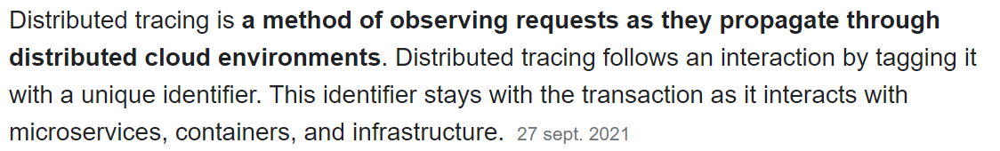 Distributed tracing is a method of observing requests as they propagate through
distributed cloud environments. Distributed tracing follows an interaction by tagging it
with a unique identifier. This identifier stays with the transaction as it interacts with
microservices, containers, and infrastructure. 27 sept. 2021